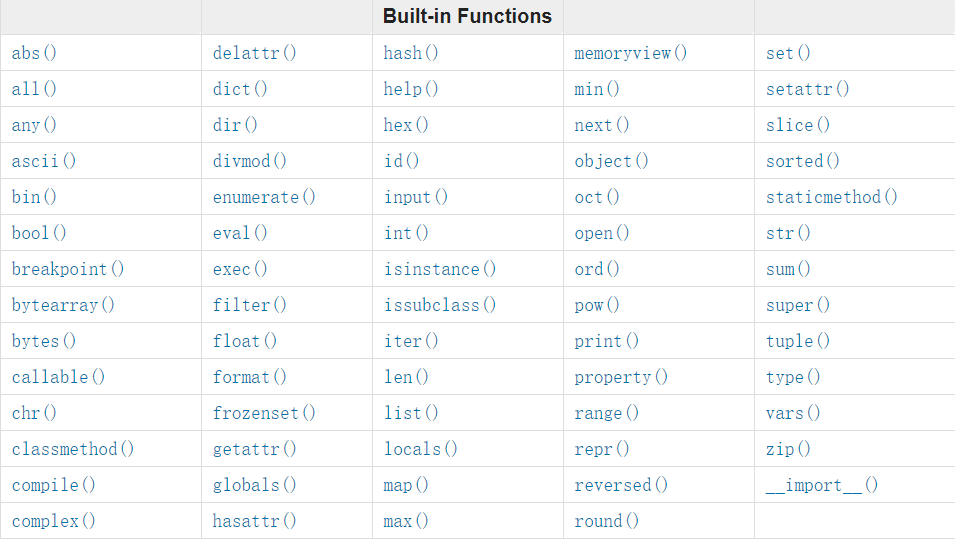 Built-in Functions
abs() delattr() hash() memoryview() set()
all() dict() help() min() setattr()
any() dir() hex() next() slice()
ascii() divmod() id() object() sorted()
bin() enumerate() input() oct() staticmethod()
bool() eval() int() open() str()
breakpoint() exec() isinstance() ord() sum()
bytearray() filter() issubclass() pow() super()
bytes() float() iter() print() tuple()
callable() format() len() property() type()
chr() frozenset() list() range() vars()
classmethod() getattr() locals() repr() zip()
compile() globals() map() reversed() __import__()
complex() hasattr() max() round()